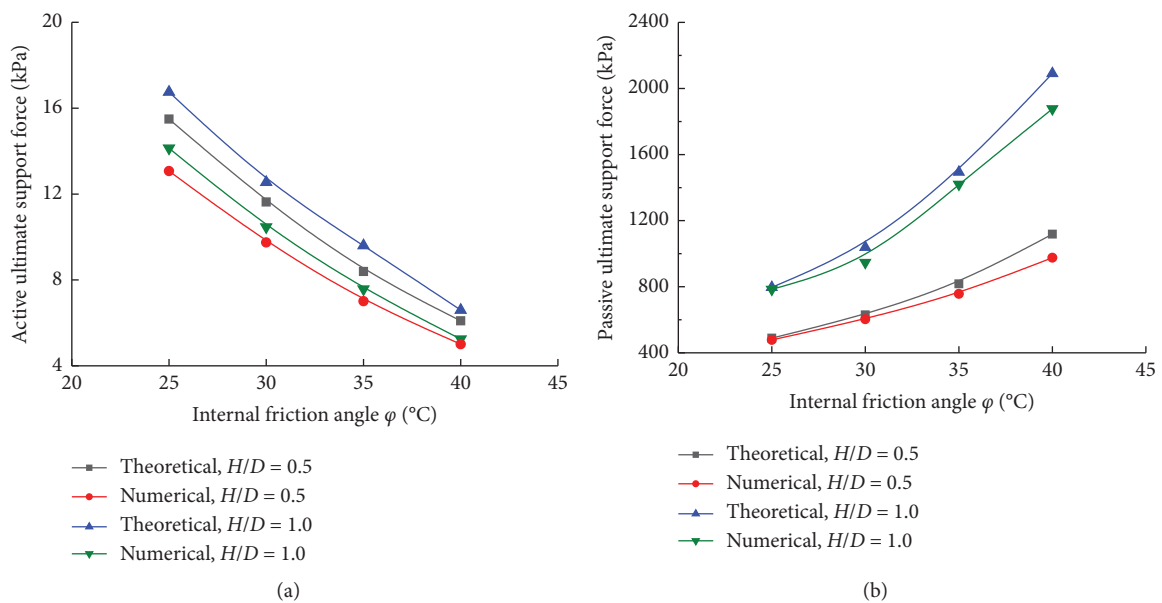 Active ultimate support force (kPa)
20
16
12
8
4
20
25
30
35
40
45
Internal friction angle φ (°C)
Theoretical, H/D = 0.5
Numerical, H/D = 0.5
Theoretical, H/D = 1.0
Numerical, H/D = 1.0
(a)
Passive ultimate support force (kPa)
2400
2000
1600
1200
800
400
20
25
30
35
40
45
Internal friction angle φ (°C)
Theoretical, H/D = 0.5
Numerical, H/D = 0.5
Theoretical, H/D = 1.0
Numerical, H/D = 1.0
(b)